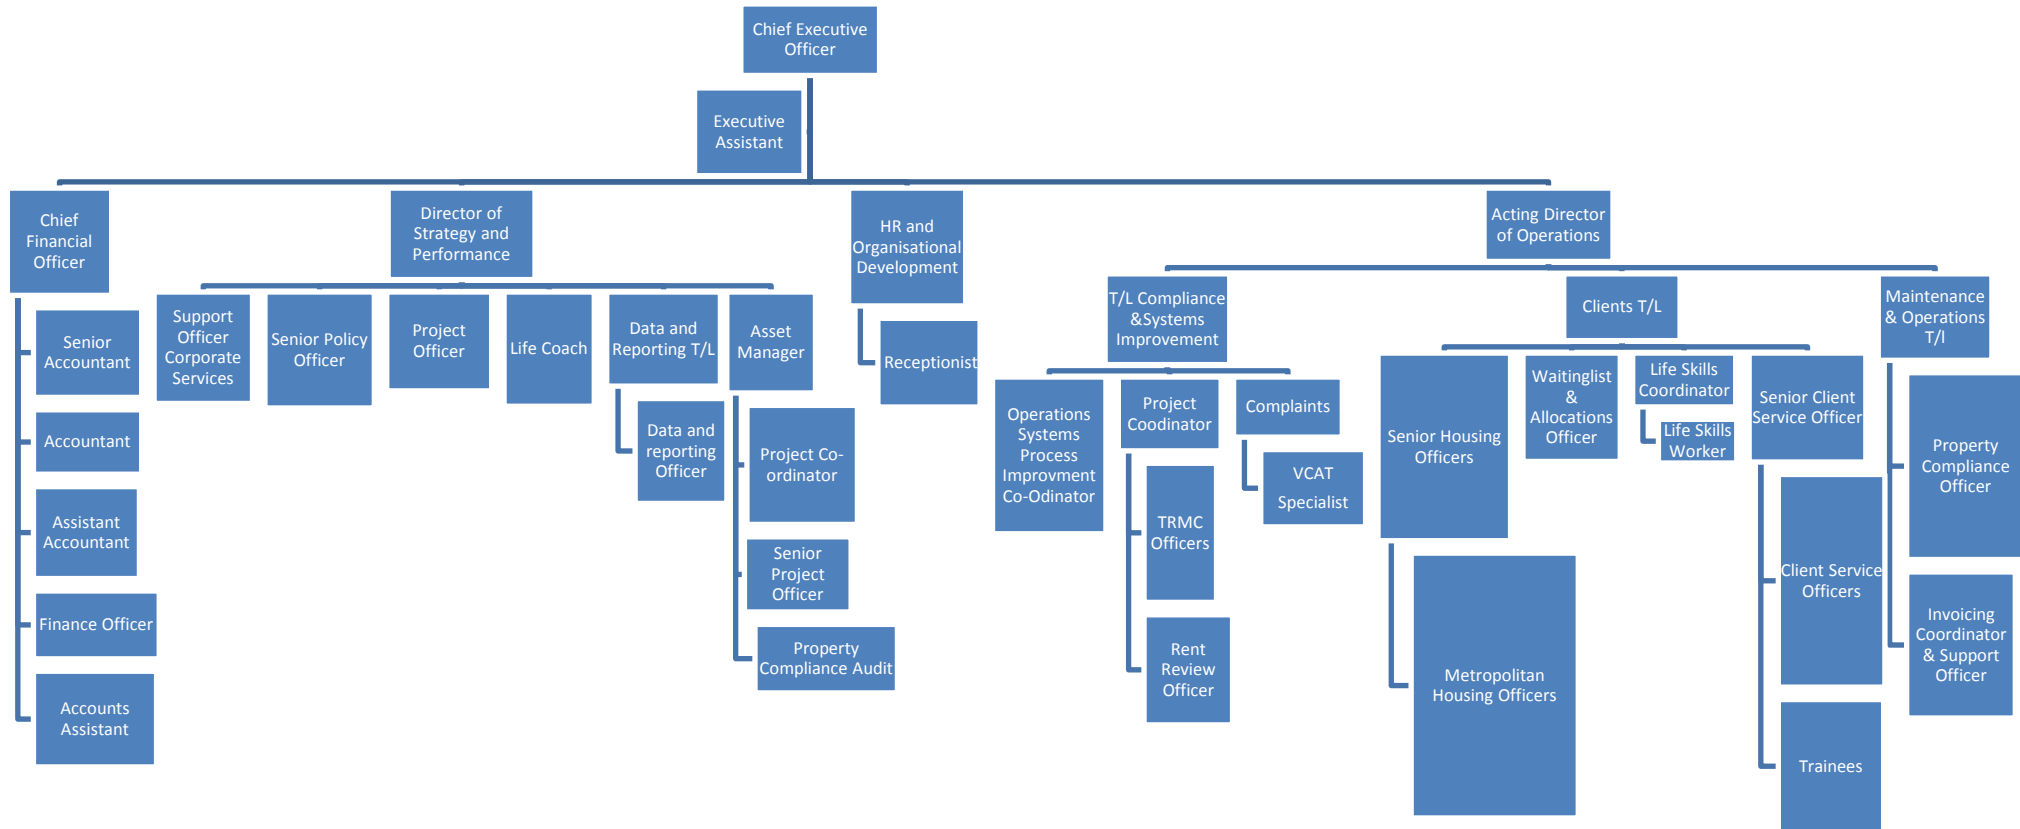 Chief Executive
Officer
Executive
Assistant
Chief
Financial
Officer
Director of
Strategy and
Performance
HR and
Organisational
Development
Acting Director
of Operations
Senior
Accountant
Accountant
Assistant
Accountant
Finance Officer
Accounts
Assistant
Support
Officer
Corporate
Services
Senior Policy
Officer
Project
Officer
Life Coach
Data and
Reporting T/L
Data and
reporting
Officer
Asset
Manager
Project Co-
ordinator
Senior
Project
Officer
Property
Compliance Audit
Receptionist
T/L Compliance
&Systems
Improvement
Operations
Systems
Process
Improvment
Co-Odinator
Project
Coodinator
TRMC
Officers
Rent
Review
Officer
Complaints
VCAT
Specialist
Clients T/L
Senior Housing
Officers
Metropolitan
Housing Officers
Waitinglist
&
Allocations
Officer
Life Skills
Coordinator
Life Skills
Worker
Senior Client
Service Officer
Client Service
Officers
Trainees
Maintenance
& Operations
T/l
Property
Compliance
Officer
Invoicing
Coordinator
& Support
Officer